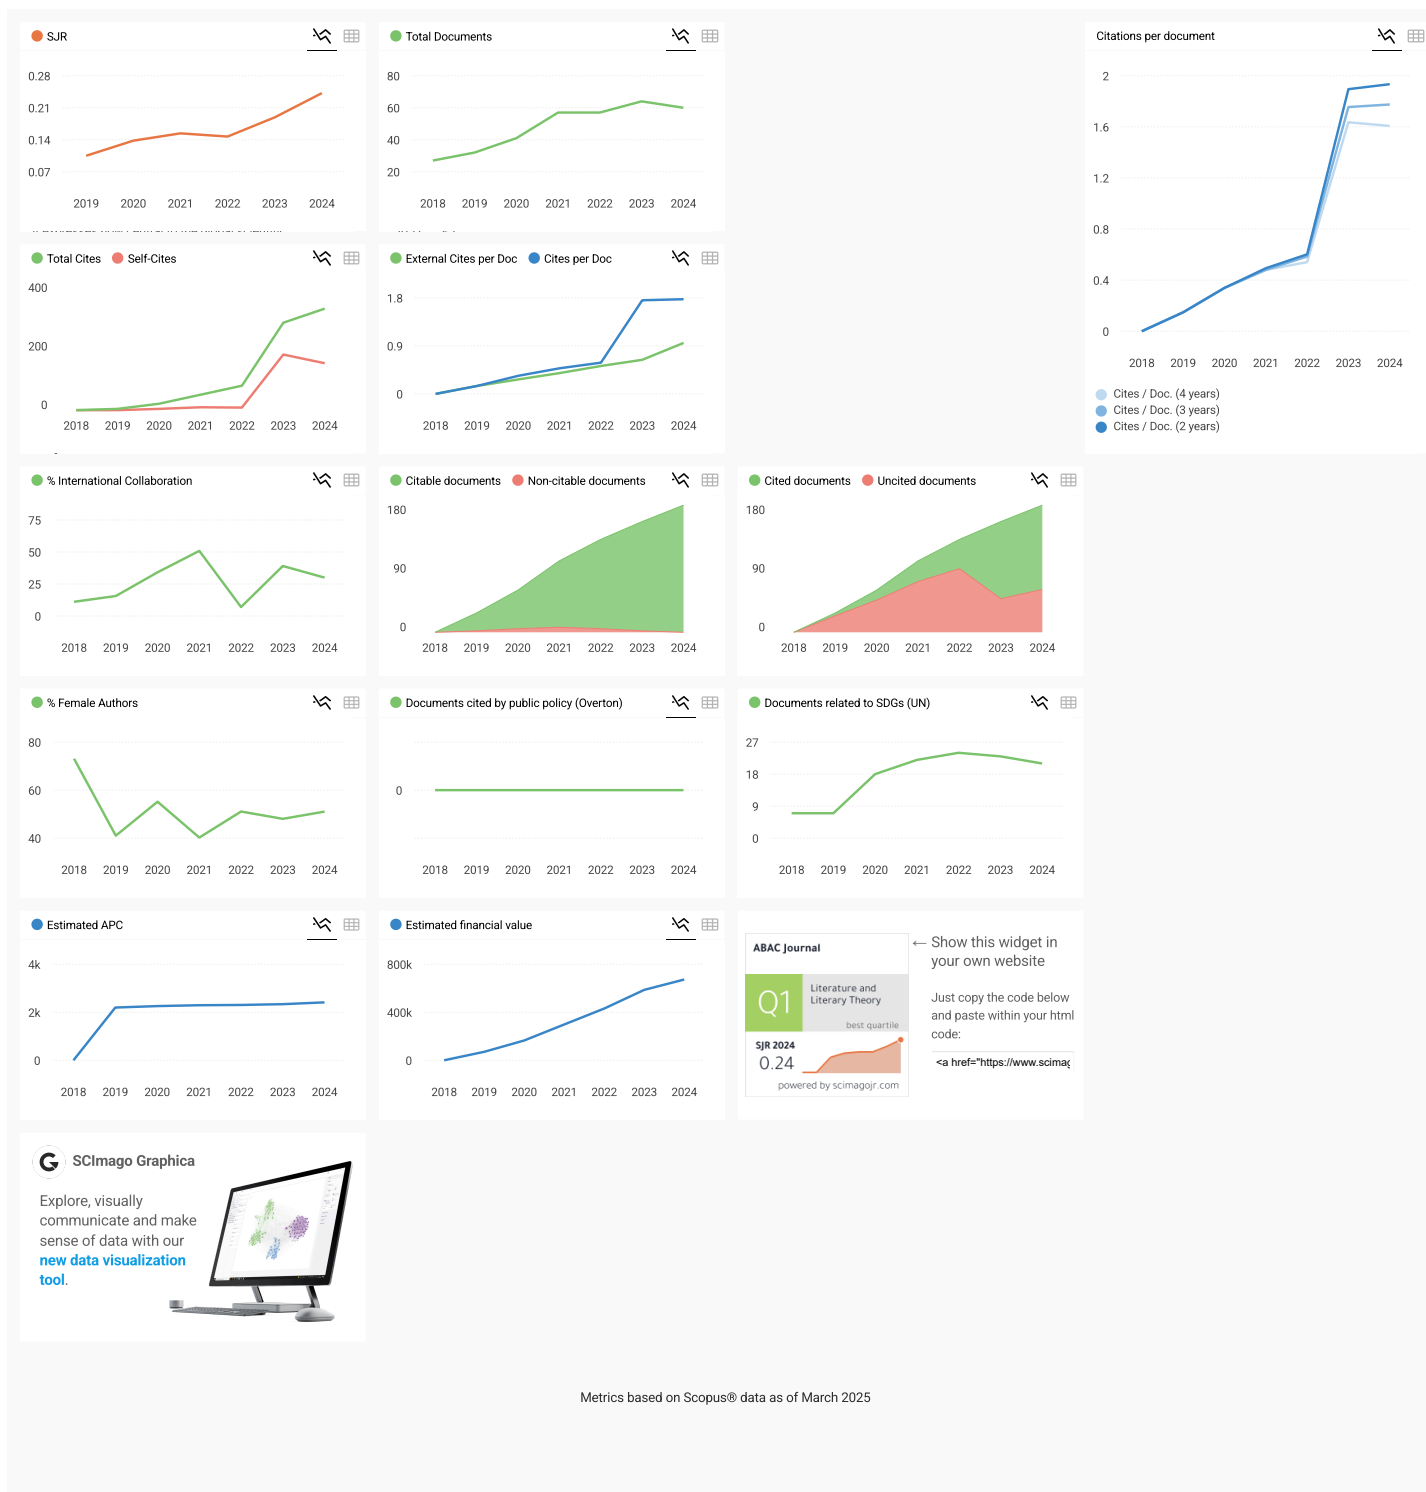 SJR
0.28
0.21
0.14
0.07
2019 2020 2021 2022 2023 2024
Total Documents
80
60
40
20
2018 2019 2020 2021 2022 2023 2024
Citations per document
2
1.6
1.2
0.8
0.4
0
2018 2019 2020 2021 2022 2023 2024
Cites / Doc. (4 years)
Cites / Doc. (3 years)
Cites / Doc. (2 years)
Total Cites Self-Cites
400
200
0
2018 2019 2020 2021 2022 2023 2024
External Cites per Doc Cites per Doc
1.8
0.9
0
2018 2019 2020 2021 2022 2023 2024
% International Collaboration
75
50
25
0
2018 2019 2020 2021 2022 2023 2024
Citable documents Non-citable documents
180
90
0
2018 2019 2020 2021 2022 2023 2024
Cited documents Uncited documents
180
90
0
2018 2019 2020 2021 2022 2023 2024
% Female Authors
80
60
40
2018 2019 2020 2021 2022 2023 2024
Documents cited by public policy (Overton)
0
2018 2019 2020 2021 2022 2023 2024
Documents related to SDGs (UN)
27
18
9
0
2018 2019 2020 2021 2022 2023 2024
Estimated APC
4k
2k
0
2018 2019 2020 2021 2022 2023 2024
Estimated financial value
800k
400k
0
2018 2019 2020 2021 2022 2023 2024
ABAC Journal
Q1
Literature and
Literary Theory
best quartile
SJR 2024
0.24
powered by scimagojr.com
← Show this widget in
your own website
Just copy the code below
and paste within your html
code:
<a href="https://www.scimag
SCImago Graphica
Explore, visually
communicate and make
sense of data with our
new data visualization
tool.
Metrics based on Scopus® data as of March 2025